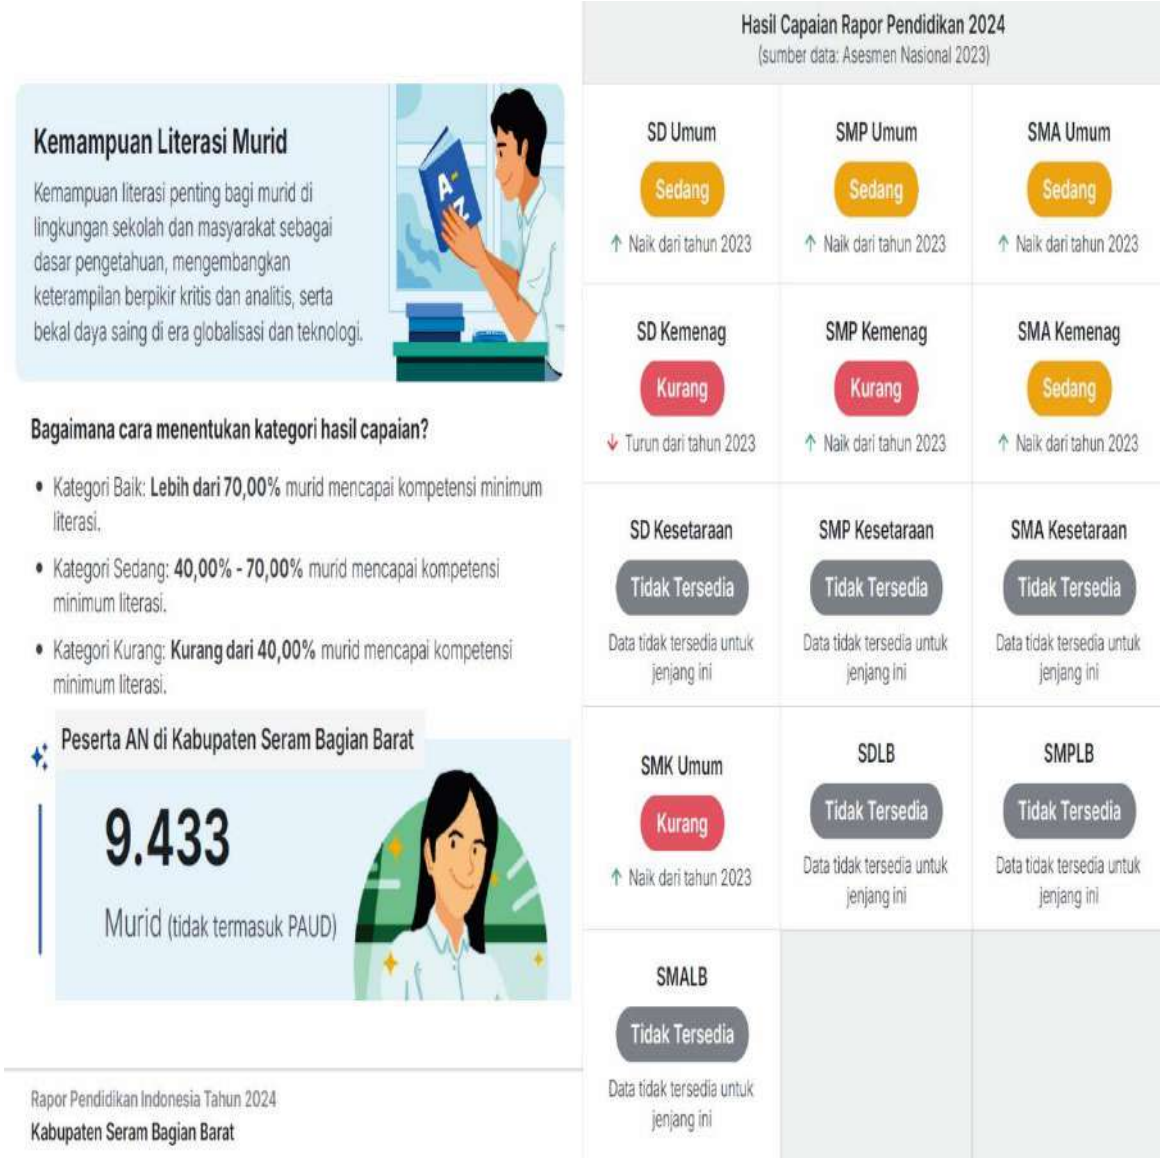 Kemampuan Literasi Murid
Kemampuan literasi penting bagi murid di
lingkungan sekolah dan masyarakat sebagai
dasar pengetahuan, mengembangkan
keterampilan berpikir kritis dan analitis, serta
bekal daya saing di era globalisasi dan teknologi.
A-Z
Bagaimana cara menentukan kategori hasil capaian?
• Kategori Baik: Lebih dari 70,00% murid mencapai kompetensi minimum
literasi.
• Kategori Sedang: 40,00% - 70,00% murid mencapai kompetensi
minimum literasi.
• Kategori Kurang: Kurang dari 40,00% murid mencapai kompetensi
minimum literasi.
Peserta AN di Kabupaten Seram Bagian Barat
9.433
Murid (tidak termasuk PAUD)
Rapor Pendidikan Indonesia Tahun 2024
Kabupaten Seram Bagian Barat
Hasil Capaian Rapor Pendidikan 2024
(sumber data: Asesmen Nasional 2023)
SD Umum
Sedang
↑ Naik dari tahun 2023
SMP Umum
Sedang
↑ Naik dari tahun 2023
SMA Umum
Sedang
↑ Naik dari tahun 2023
SD Kemenag
Kurang
↓ Turun dari tahun 2023
SMP Kemenag
Kurang
↑ Naik dari tahun 2023
SMA Kemenag
Sedang
↑ Naik dari tahun 2023
SD Kesetaraan
Tidak Tersedia
Data tidak tersedia untuk
jenjang ini
SMP Kesetaraan
Tidak Tersedia
Data tidak tersedia untuk
jenjang ini
SMA Kesetaraan
Tidak Tersedia
Data tidak tersedia untuk
jenjang ini
SMK Umum
Kurang
↑ Naik dari tahun 2023
SDLB
Tidak Tersedia
Data tidak tersedia untuk
jenjang ini
SMPLB
Tidak Tersedia
Data tidak tersedia untuk
jenjang ini
SMALB
Tidak Tersedia
Data tidak tersedia untuk
jenjang ini